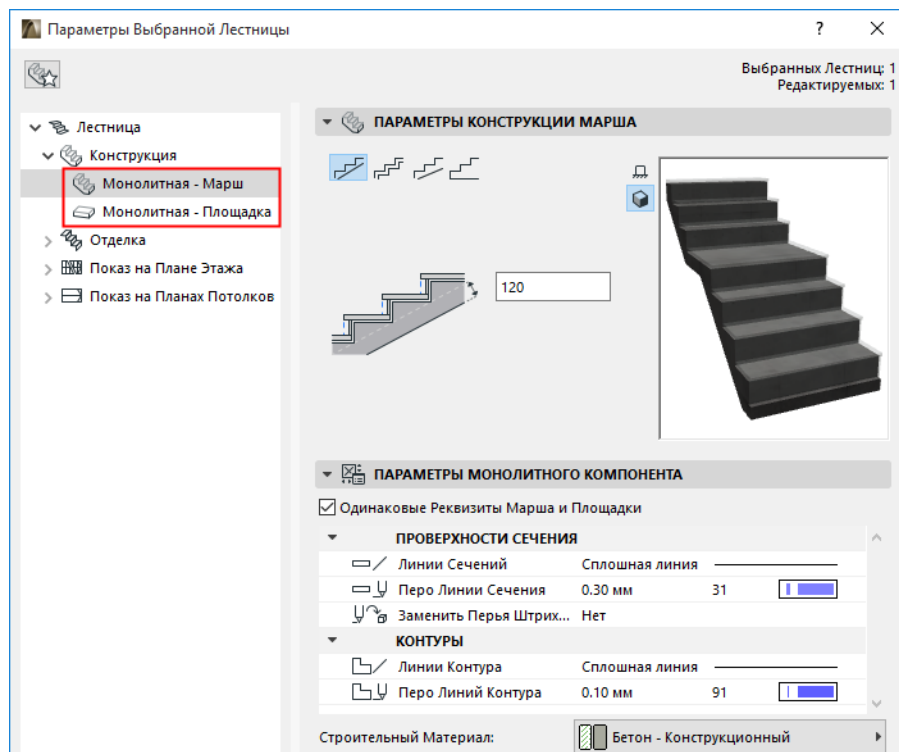 Параметры Выбранной Лестницы
?
Выбранных Лестниц: 1
Редактируемых: 1
Лестница
Конструкция
Монолитная - Марш
Монолитная - Площадка
Отделка
Показ на Плане Этажа
Показ на Планах Потолков
ПАРАМЕТРЫ КОНСТРУКЦИИ МАРША
120
ПАРАМЕТРЫ МОНОЛИТНОГО КОМПОНЕНТА
Одинаковые Реквизиты Марша и Площадки
ПРОВЕРХНОСТИ СЕЧЕНИЯ
Линии Сечений Сплошная линия
Перо Линии Сечения 0.30 мм 31
Заменить Перья Штрих... Нет
КОНТУРЫ
Линии Контура Сплошная линия
Перо Линий Контура 0.10 мм 91
Строительный Материал: Бетон - Конструкционный